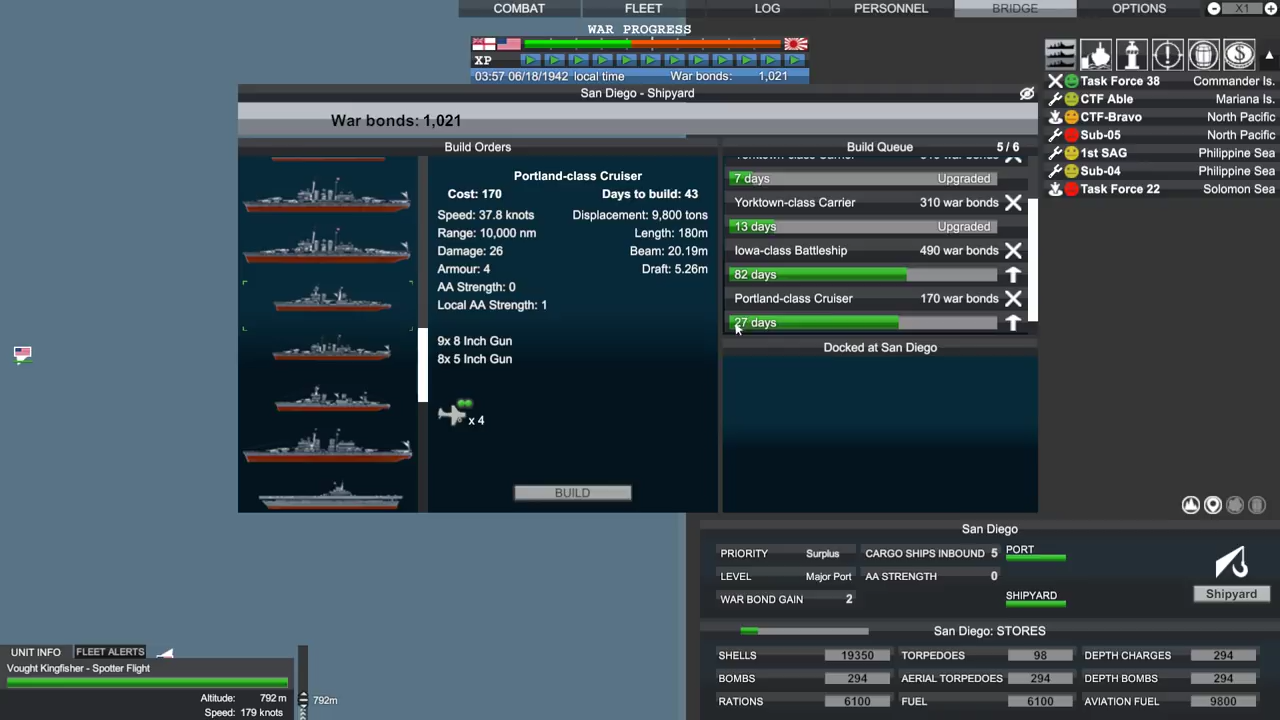 COMBAT FLEET LOG PERSONNEL BRIDGE OPTIONS X1
WAR PROGRESS
XP
03:57 06/18/1942 local time War bonds: 1,021
San Diego - Shipyard
War bonds: 1,021
Build Orders
Build Queue 5 / 6
Portland-class Cruiser
Cost: 170 Days to build: 43
Speed: 37.8 knots Displacement: 9,800 tons
Range: 10,000 nm Length: 180m
Damage: 26 Beam: 20.19m
Armour: 4 Draft: 5.26m
AA Strength: 0
Local AA Strength: 1
9x 8 Inch Gun
8x 5 Inch Gun
x 4
BUILD
Yorktown-class Carrier 310 war bonds
7 days Upgraded
Yorktown-class Carrier 310 war bonds
13 days Upgraded
Iowa-class Battleship 490 war bonds
82 days
Portland-class Cruiser 170 war bonds
27 days
Docked at San Diego
Task Force 38 Commander Is.
CTF Able Mariana Is.
CTF-Bravo North Pacific
Sub-05 North Pacific
1st SAG Philippine Sea
Sub-04 Philippine Sea
Task Force 22 Solomon Sea
San Diego
PRIORITY Surplus CARGO SHIPS INBOUND 5 PORT
LEVEL Major Port AA STRENGTH 0
WAR BOND GAIN 2 SHIPYARD
Shipyard
San Diego: STORES
SHELLS 19350 TORPEDOES 98 DEPTH CHARGES 294
BOMBS 294 AERIAL TORPEDOES 294 DEPTH BOMBS 294
RATIONS 6100 FUEL 6100 AVIATION FUEL 9800
UNIT INFO FLEET ALERTS
Vought Kingfisher - Spotter Flight
Altitude: 792 m
Speed: 179 knots
792m